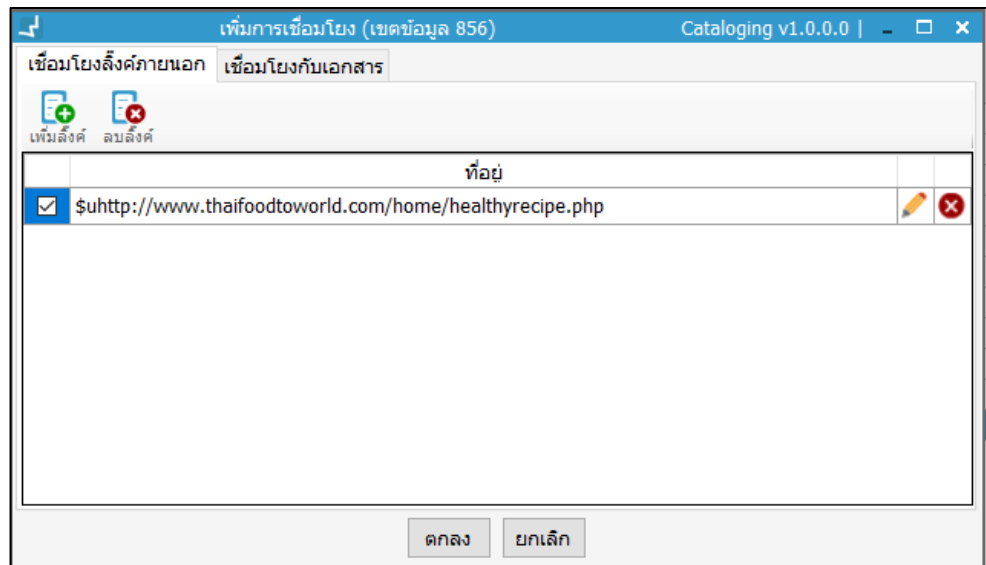 เพิ่มการเชื่อมโยง (เขตข้อมูล 856) Cataloging v1.0.0.0 |
เชื่อมโยงลิ๊งค์ภายนอก เชื่อมโยงกับเอกสาร
เพิ่มลิ๊งค์ ลบลิ๊งค์
ที่อยู่
$uhttp://www.thaifoodtoworld.com/home/healthyrecipe.php
ตกลง ยกเลิก